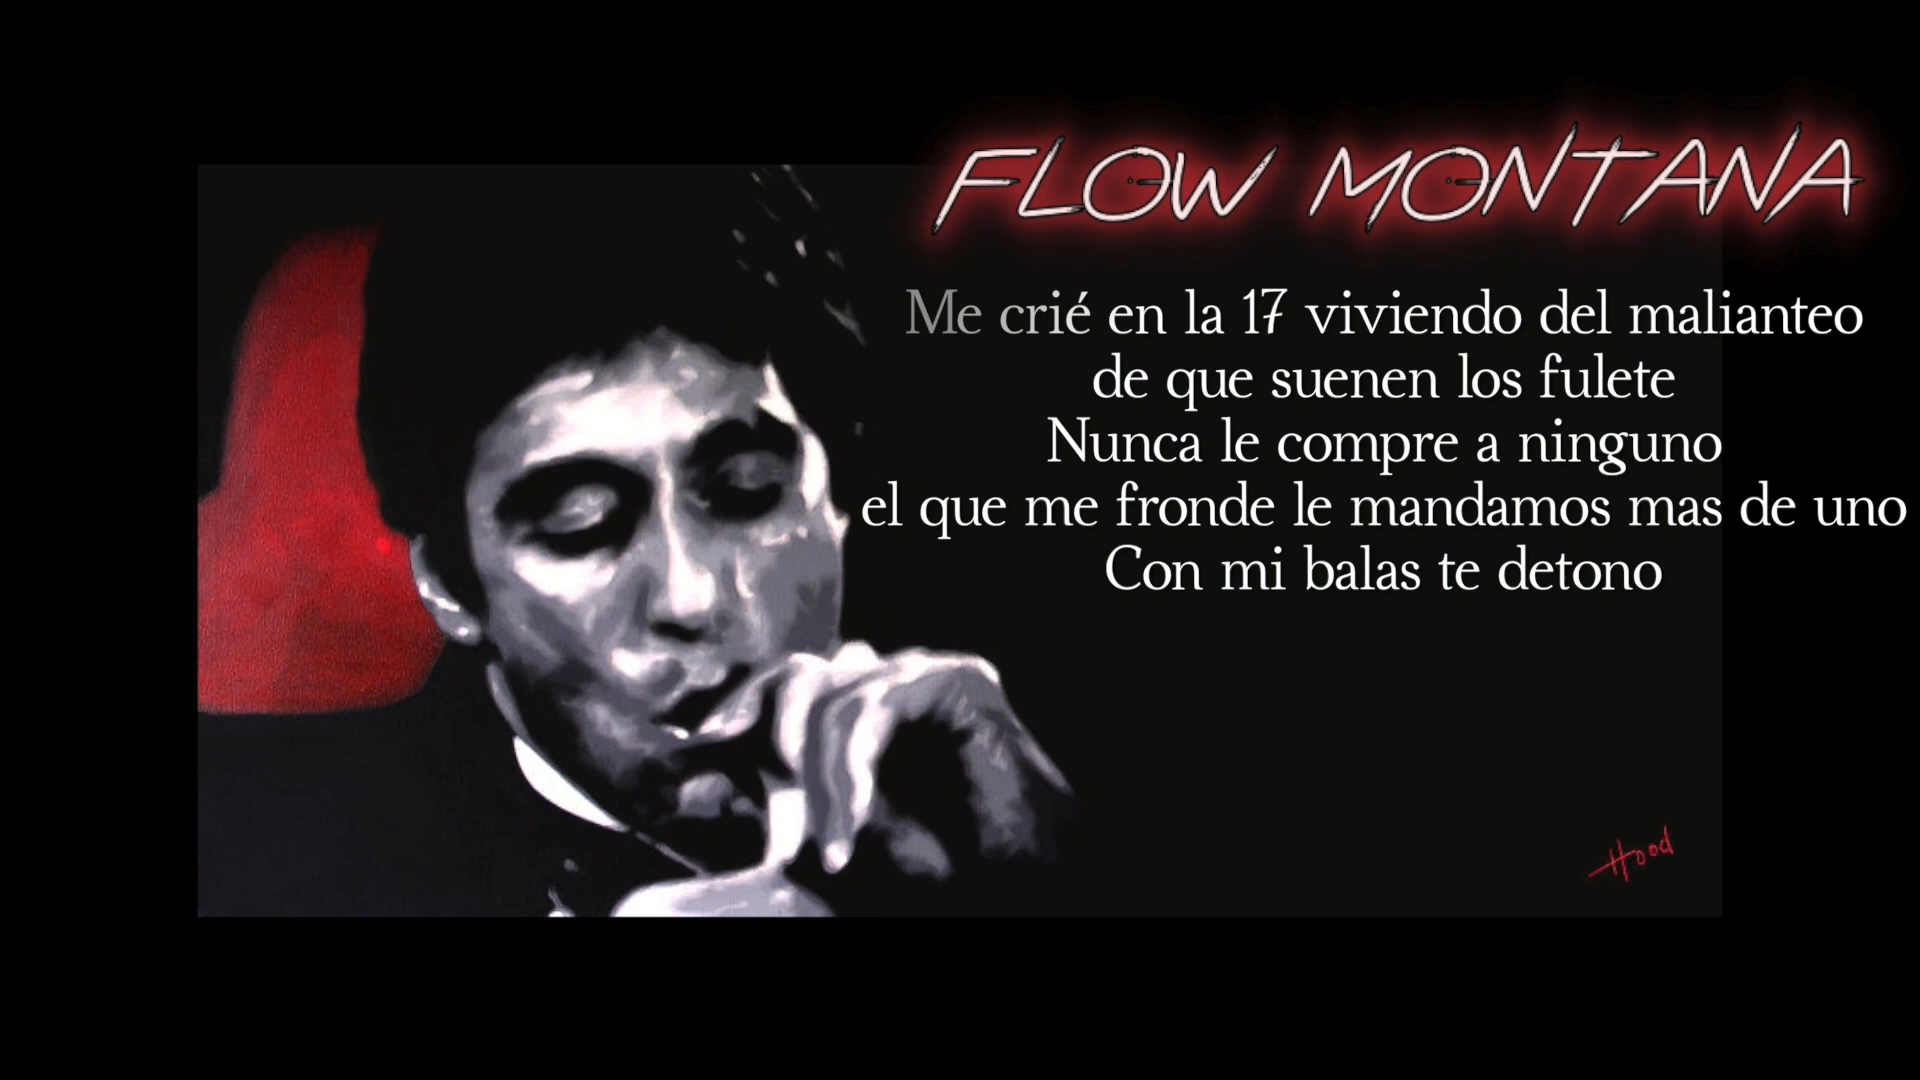 FLOW MONTANA
Me crié en la 17 viviendo del malianteo
de que suenen los fulete
Nunca le compre a ninguno
el que me fronde le mandamos mas de uno
Con mi balas te detono
Hood